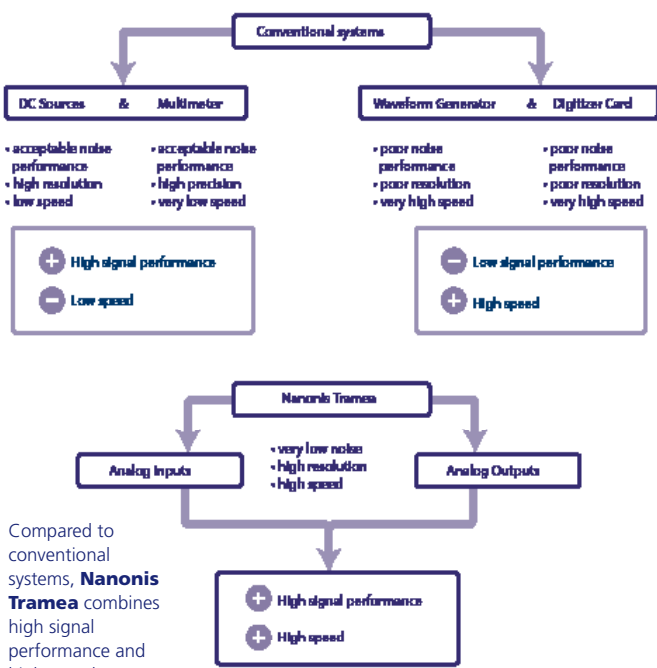 Conventional systems
DC Sources & Multimeter
Waveform Generator & Digitizer Card
• acceptable noise
performance
• high resolution
• low speed
• acceptable noise
performance
• high precision
• very low speed
• poor noise
performance
• poor resolution
• very high speed
• poor noise
performance
• poor resolution
• very high speed
+ High signal performance
− Low speed
− Low signal performance
+ High speed
Nanonis Tramea
Analog Inputs
• very low noise
• high resolution
• high speed
Analog Outputs
Compared to
conventional
systems, Nanonis
Tramea combines
high signal
performance and
+ High signal performance
+ High speed